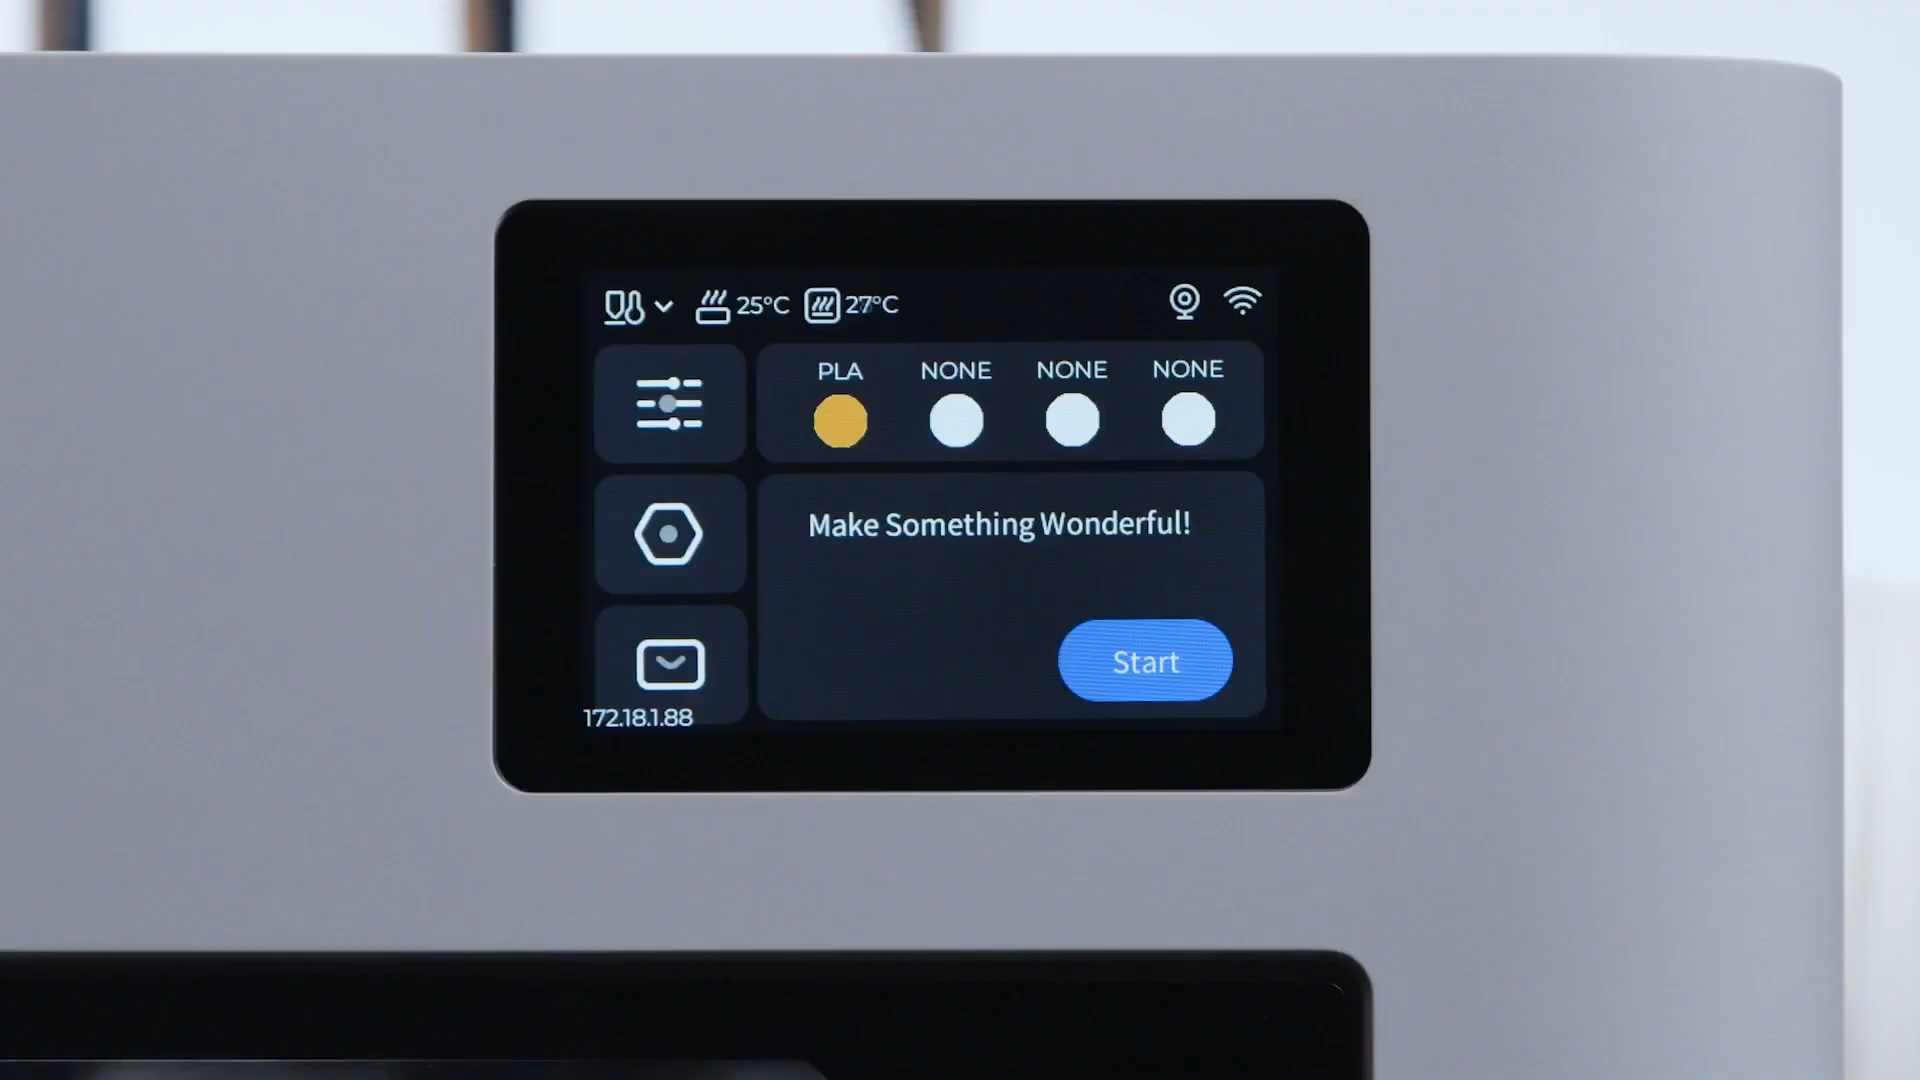 25°C 27°C
PLA NONE NONE NONE
Make Something Wonderful!
Start
172.18.1.88